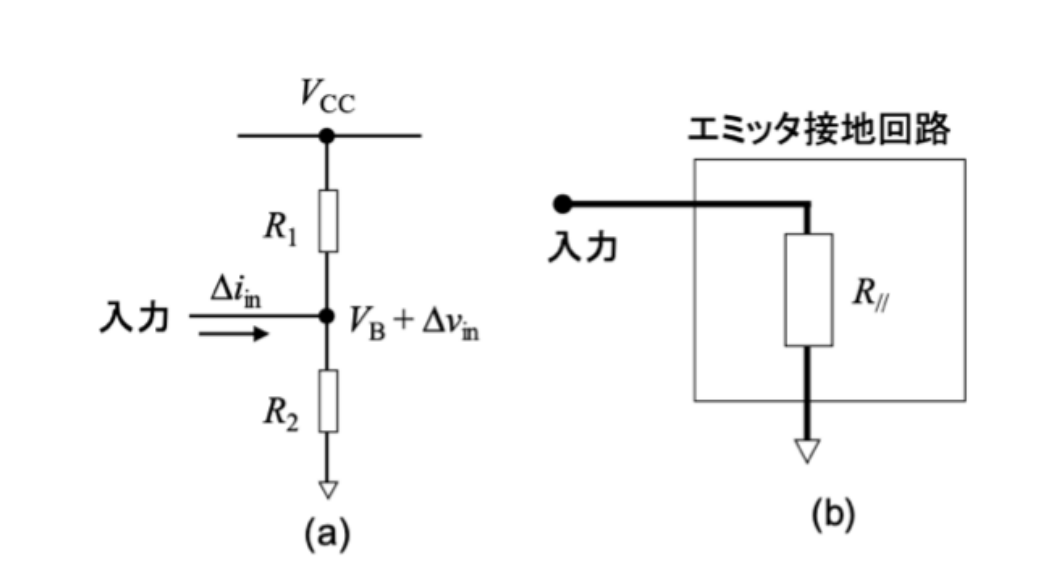 V_CC
R_1
Δi_in
入力
V_B + Δv_in
R_2
(a)
エミッタ接地回路
入力
R_//
(b)